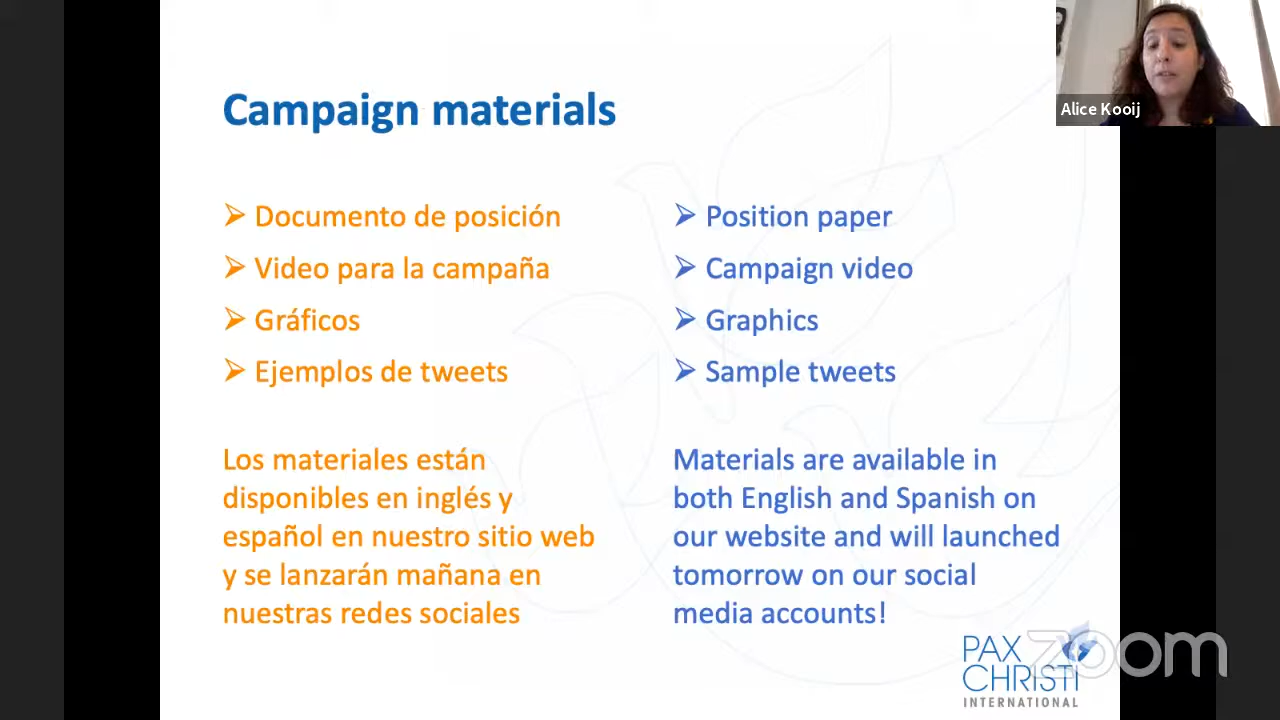 Campaign materials
Alice Kooij
Documento de posición
Video para la campaña
Gráficos
Ejemplos de tweets
Los materiales están
disponibles en inglés y
español en nuestro sitio web
y se lanzarán mañana en
nuestras redes sociales
Position paper
Campaign video
Graphics
Sample tweets
Materials are available in
both English and Spanish on
our website and will launched
tomorrow on our social
media accounts!
PAX
CHRISTI
INTERNATIONAL
zoom